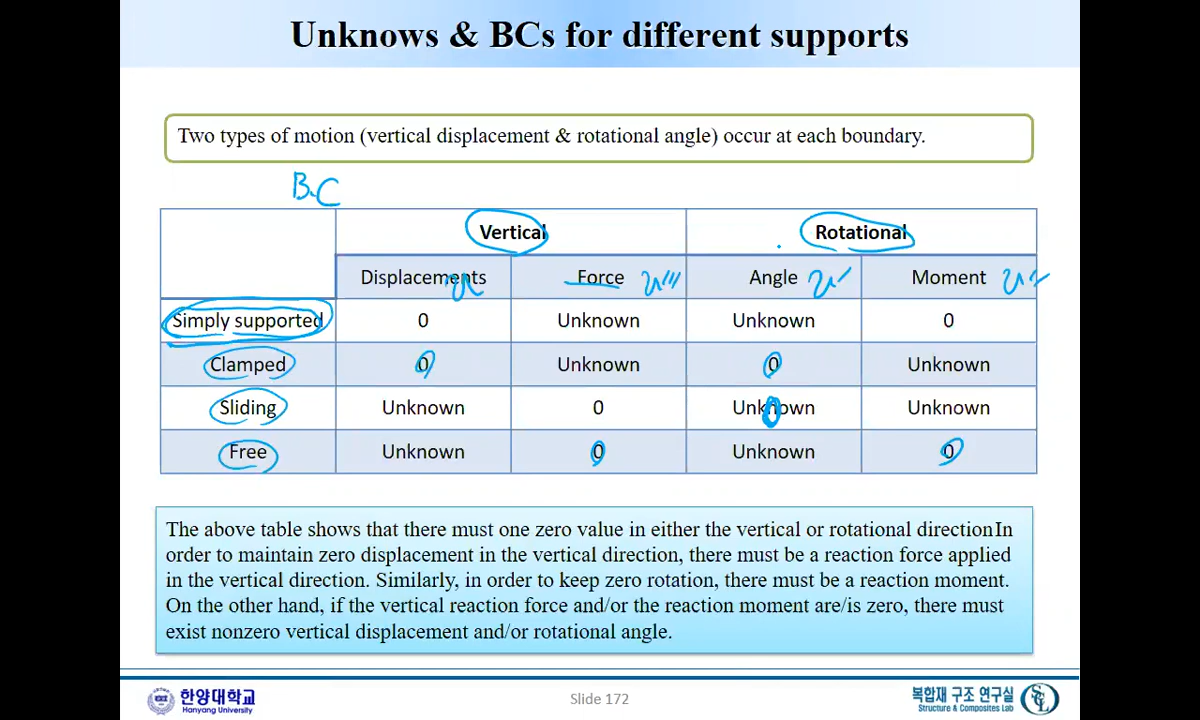 Unknows & BCs for different supports
Two types of motion (vertical displacement & rotational angle) occur at each boundary.
B.C
Vertical Rotational
Displacements u Force u''' Angle u' Moment u''
Simply supported 0 Unknown Unknown 0
Clamped 0 Unknown 0 Unknown
Sliding Unknown 0 Unknown 0 Unknown
Free Unknown 0 Unknown 0
The above table shows that there must one zero value in either the vertical or rotational directionIn
order to maintain zero displacement in the vertical direction, there must be a reaction force applied
in the vertical direction. Similarly, in order to keep zero rotation, there must be a reaction moment.
On the other hand, if the vertical reaction force and/or the reaction moment are/is zero, there must
exist nonzero vertical displacement and/or rotational angle.
한양대학교
Hanyang University
Slide 172
복합재 구조 연구실
Structure & Composites Lab